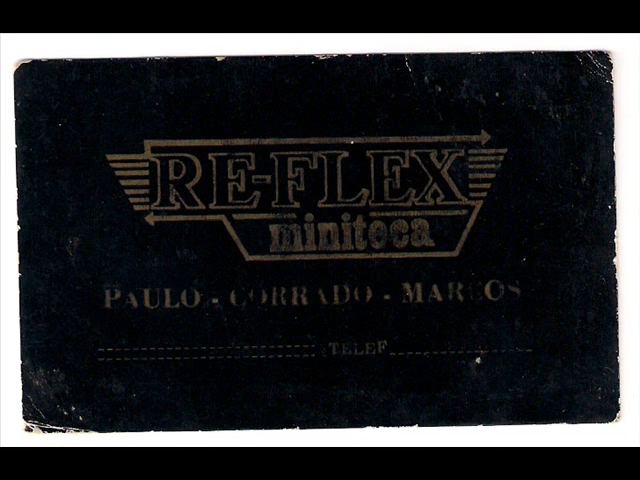 RE-FLEX
miniteca
PAULO - CORRADO - MARCOS
TELEF